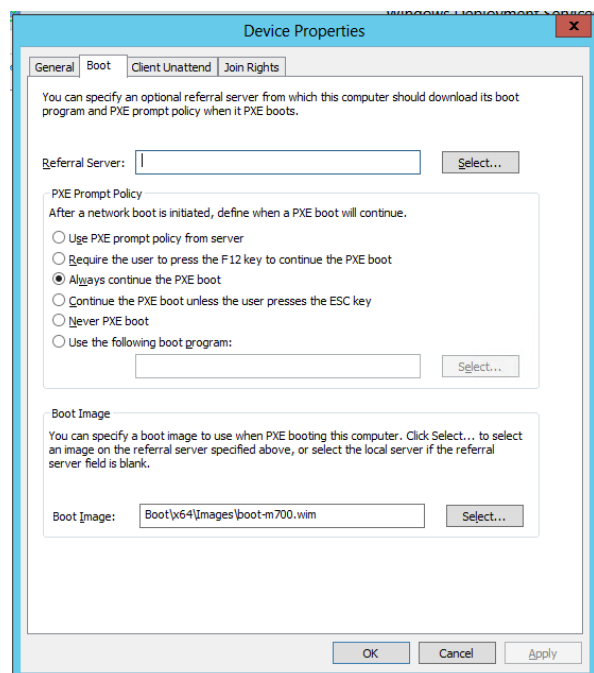 Windows Deployment Service
Device Properties
x
General Boot Client Unattend Join Rights
You can specify an optional referral server from which this computer should download its boot
program and PXE prompt policy when it PXE boots.
Referral Server: Select...
PXE Prompt Policy
After a network boot is initiated, define when a PXE boot will continue.
Use PXE prompt policy from server
Require the user to press the F12 key to continue the PXE boot
Always continue the PXE boot
Continue the PXE boot unless the user presses the ESC key
Never PXE boot
Use the following boot program:
Select...
Boot Image
You can specify a boot image to use when PXE booting this computer. Click Select... to select
an image on the referral server specified above, or select the local server if the referral
server field is blank.
Boot Image: Boot\x64\Images\boot-m700.wim Select...
OK Cancel Apply